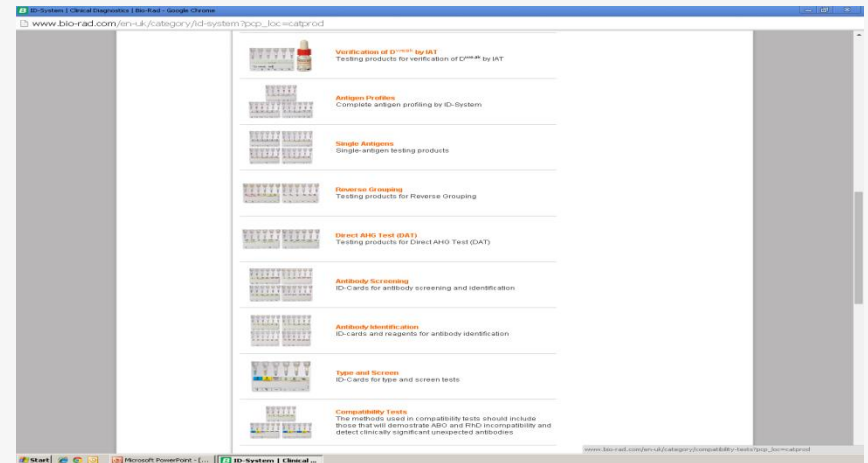 ID-System | Clinical Diagnostics | Bio-Rad - Google Chrome
www.bio-rad.com/en-uk/category/id-system?pcp_loc=catprod
Verification of Dweak by IAT
Testing products for verification of Dweak by IAT
Antigen Profiles
Complete antigen profiling by ID-System
Single Antigens
Single-antigen testing products
Reverse Grouping
Testing products for Reverse Grouping
Direct AHG Test (DAT)
Testing products for Direct AHG Test (DAT)
Antibody Screening
ID-Cards for antibody screening and identification
Antibody Identification
ID-cards and reagents for antibody identification
Type and Screen
ID-Cards for type and screen tests
Compatibility Tests
The methods used in compatibility tests should include
those that will demostrate ABO and RhD incompatibility and
detect clinically significant unexpected antibodies
www.bio-rad.com/en-uk/category/compatibility-tests?pcp_loc=catprod
Start
Microsoft PowerPoint - [...
ID-System | Clinical ...